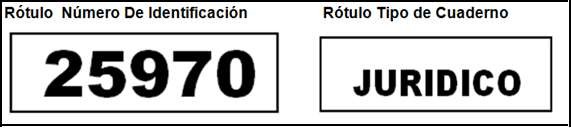 Rótulo Número De Identificación
Rótulo Tipo de Cuaderno
25970
JURIDICO